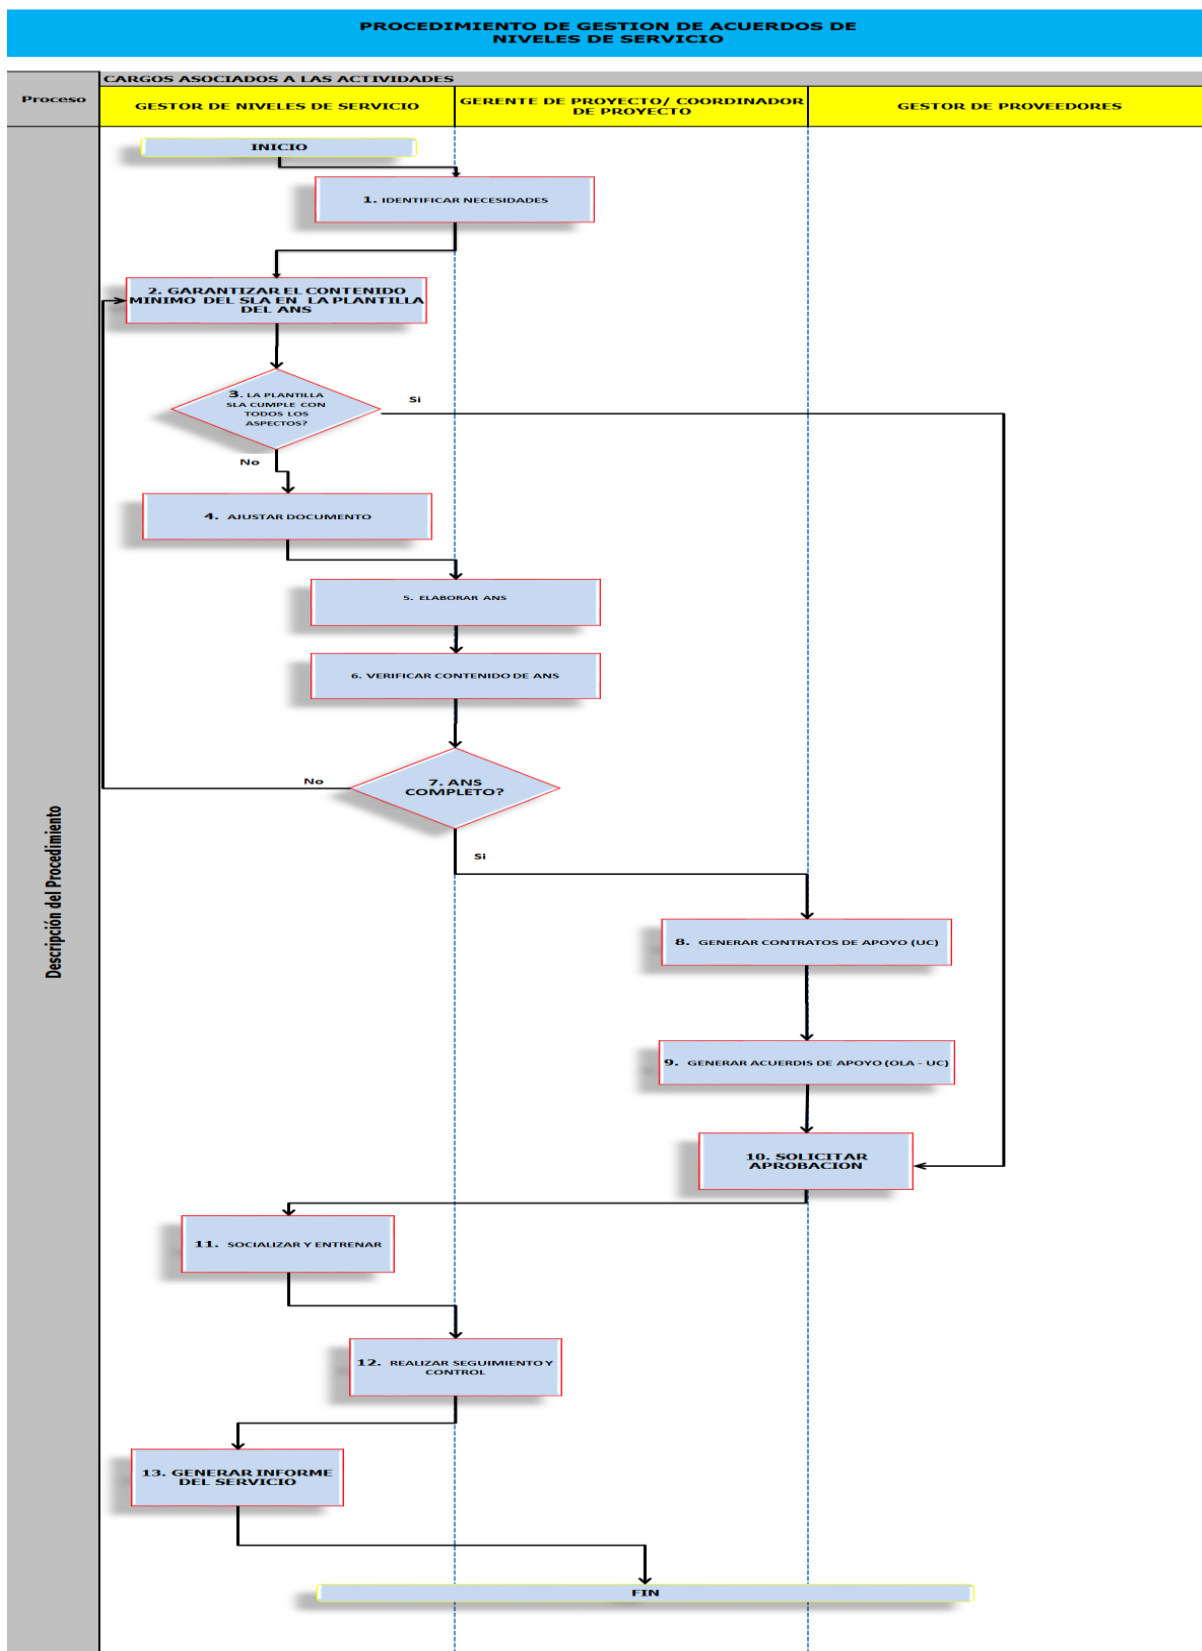 PROCEDIMIENTO DE GESTION DE ACUERDOS DE
NIVELES DE SERVICIO
CARGOS ASOCIADOS A LAS ACTIVIDADES
Proceso
GESTOR DE NIVELES DE SERVICIO
GERENTE DE PROYECTO/ COORDINADOR
DE PROYECTO
GESTOR DE PROVEEDORES
INICIO
1. IDENTIFICAR NECESIDADES
2. GARANTIZAR EL CONTENIDO
MINIMO DEL SLA EN LA PLANTILLA
DEL ANS
3. LA PLANTILLA
SLA CUMPLE CON
TODOS LOS
ASPECTOS?
Si
No
4. AJUSTAR DOCUMENTO
5. ELABORAR ANS
6. VERIFICAR CONTENIDO DE ANS
7. ANS
COMPLETO?
No
Si
Descripción del Procedimiento
8. GENERAR CONTRATOS DE APOYO (UC)
9. GENERAR ACUERDIS DE APOYO (OLA - UC)
10. SOLICITAR
APROBACION
11. SOCIALIZAR Y ENTRENAR
12. REALIZAR SEGUIMIENTO Y
CONTROL
13. GENERAR INFORME
DEL SERVICIO
FIN